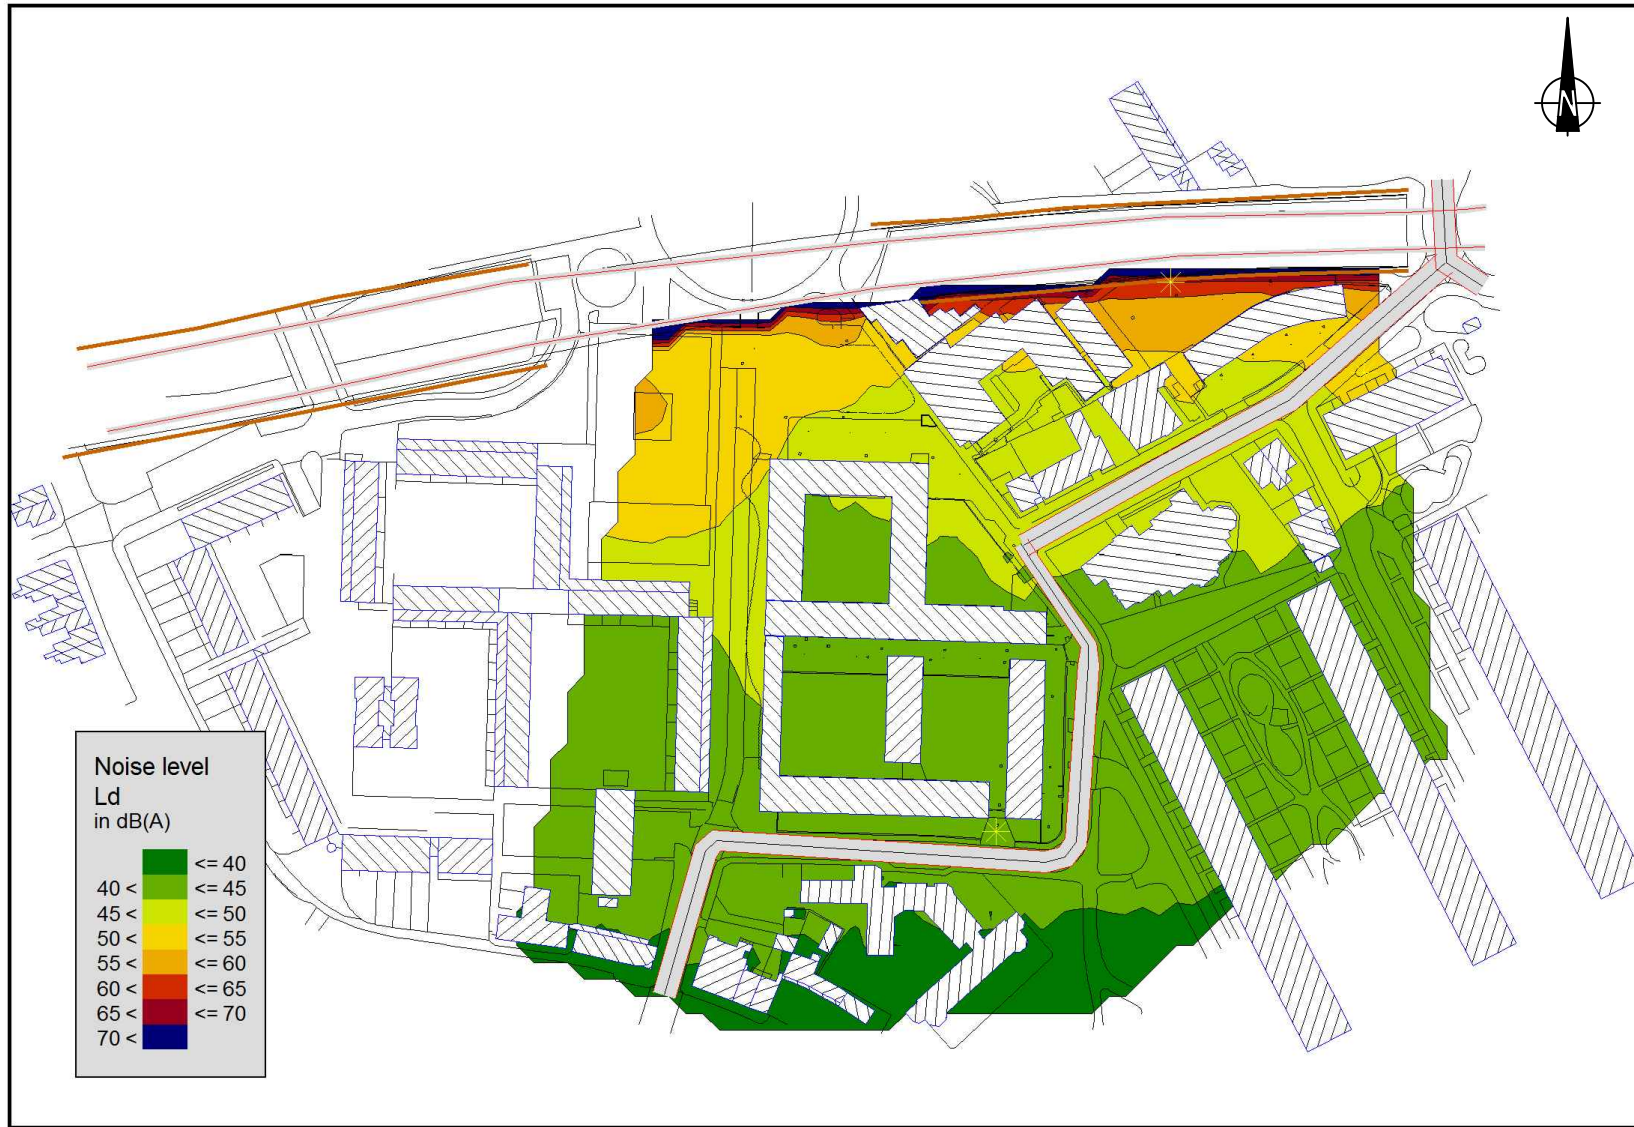 N
Noise level
Ld
in dB(A)
<= 40
40 < <= 45
45 < <= 50
50 < <= 55
55 < <= 60
60 < <= 65
65 < <= 70
70 <